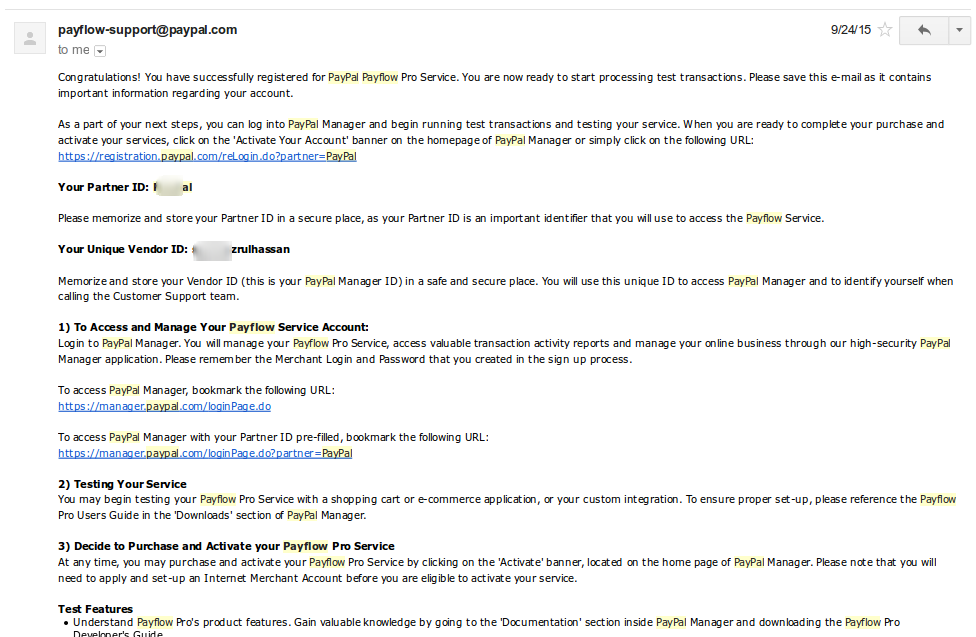 payflow-support@paypal.com
9/24/15
to me
Congratulations! You have successfully registered for PayPal Payflow Pro Service. You are now ready to start processing test transactions. Please save this e-mail as it contains
important information regarding your account.
As a part of your next steps, you can log into PayPal Manager and begin running test transactions and testing your service. When you are ready to complete your purchase and
activate your services, click on the 'Activate Your Account' banner on the homepage of PayPal Manager or simply click on the following URL:
https://registration.paypal.com/reLogin.do?partner=PayPal
Your Partner ID: al
Please memorize and store your Partner ID in a secure place, as your Partner ID is an important identifier that you will use to access the Payflow Service.
Your Unique Vendor ID: zrulhassan
Memorize and store your Vendor ID (this is your PayPal Manager ID) in a safe and secure place. You will use this unique ID to access PayPal Manager and to identify yourself when
calling the Customer Support team.
1) To Access and Manage Your Payflow Service Account:
Login to PayPal Manager. You will manage your Payflow Pro Service, access valuable transaction activity reports and manage your online business through our high-security PayPal
Manager application. Please remember the Merchant Login and Password that you created in the sign up process.
To access PayPal Manager, bookmark the following URL:
https://manager.paypal.com/loginPage.do
To access PayPal Manager with your Partner ID pre-filled, bookmark the following URL:
https://manager.paypal.com/loginPage.do?partner=PayPal
2) Testing Your Service
You may begin testing your Payflow Pro Service with a shopping cart or e-commerce application, or your custom integration. To ensure proper set-up, please reference the Payflow
Pro Users Guide in the 'Downloads' section of PayPal Manager.
3) Decide to Purchase and Activate your Payflow Pro Service
At any time, you may purchase and activate your Payflow Pro Service by clicking on the 'Activate' banner, located on the home page of PayPal Manager. Please note that you will
need to apply and set-up an Internet Merchant Account before you are eligible to activate your service.
Test Features
• Understand Payflow Pro's product features. Gain valuable knowledge by going to the 'Documentation' section inside PayPal Manager and downloading the Payflow Pro
Developer's Guide